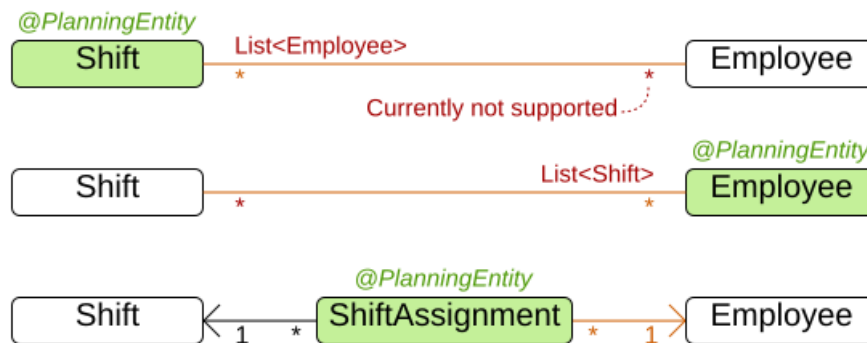 @PlanningEntity
Shift
List<Employee>
*
*
Employee
Currently not supported
@PlanningEntity
Shift
*
List<Shift>
*
Employee
@PlanningEntity
Shift
1
*
ShiftAssignment
*
1
Employee